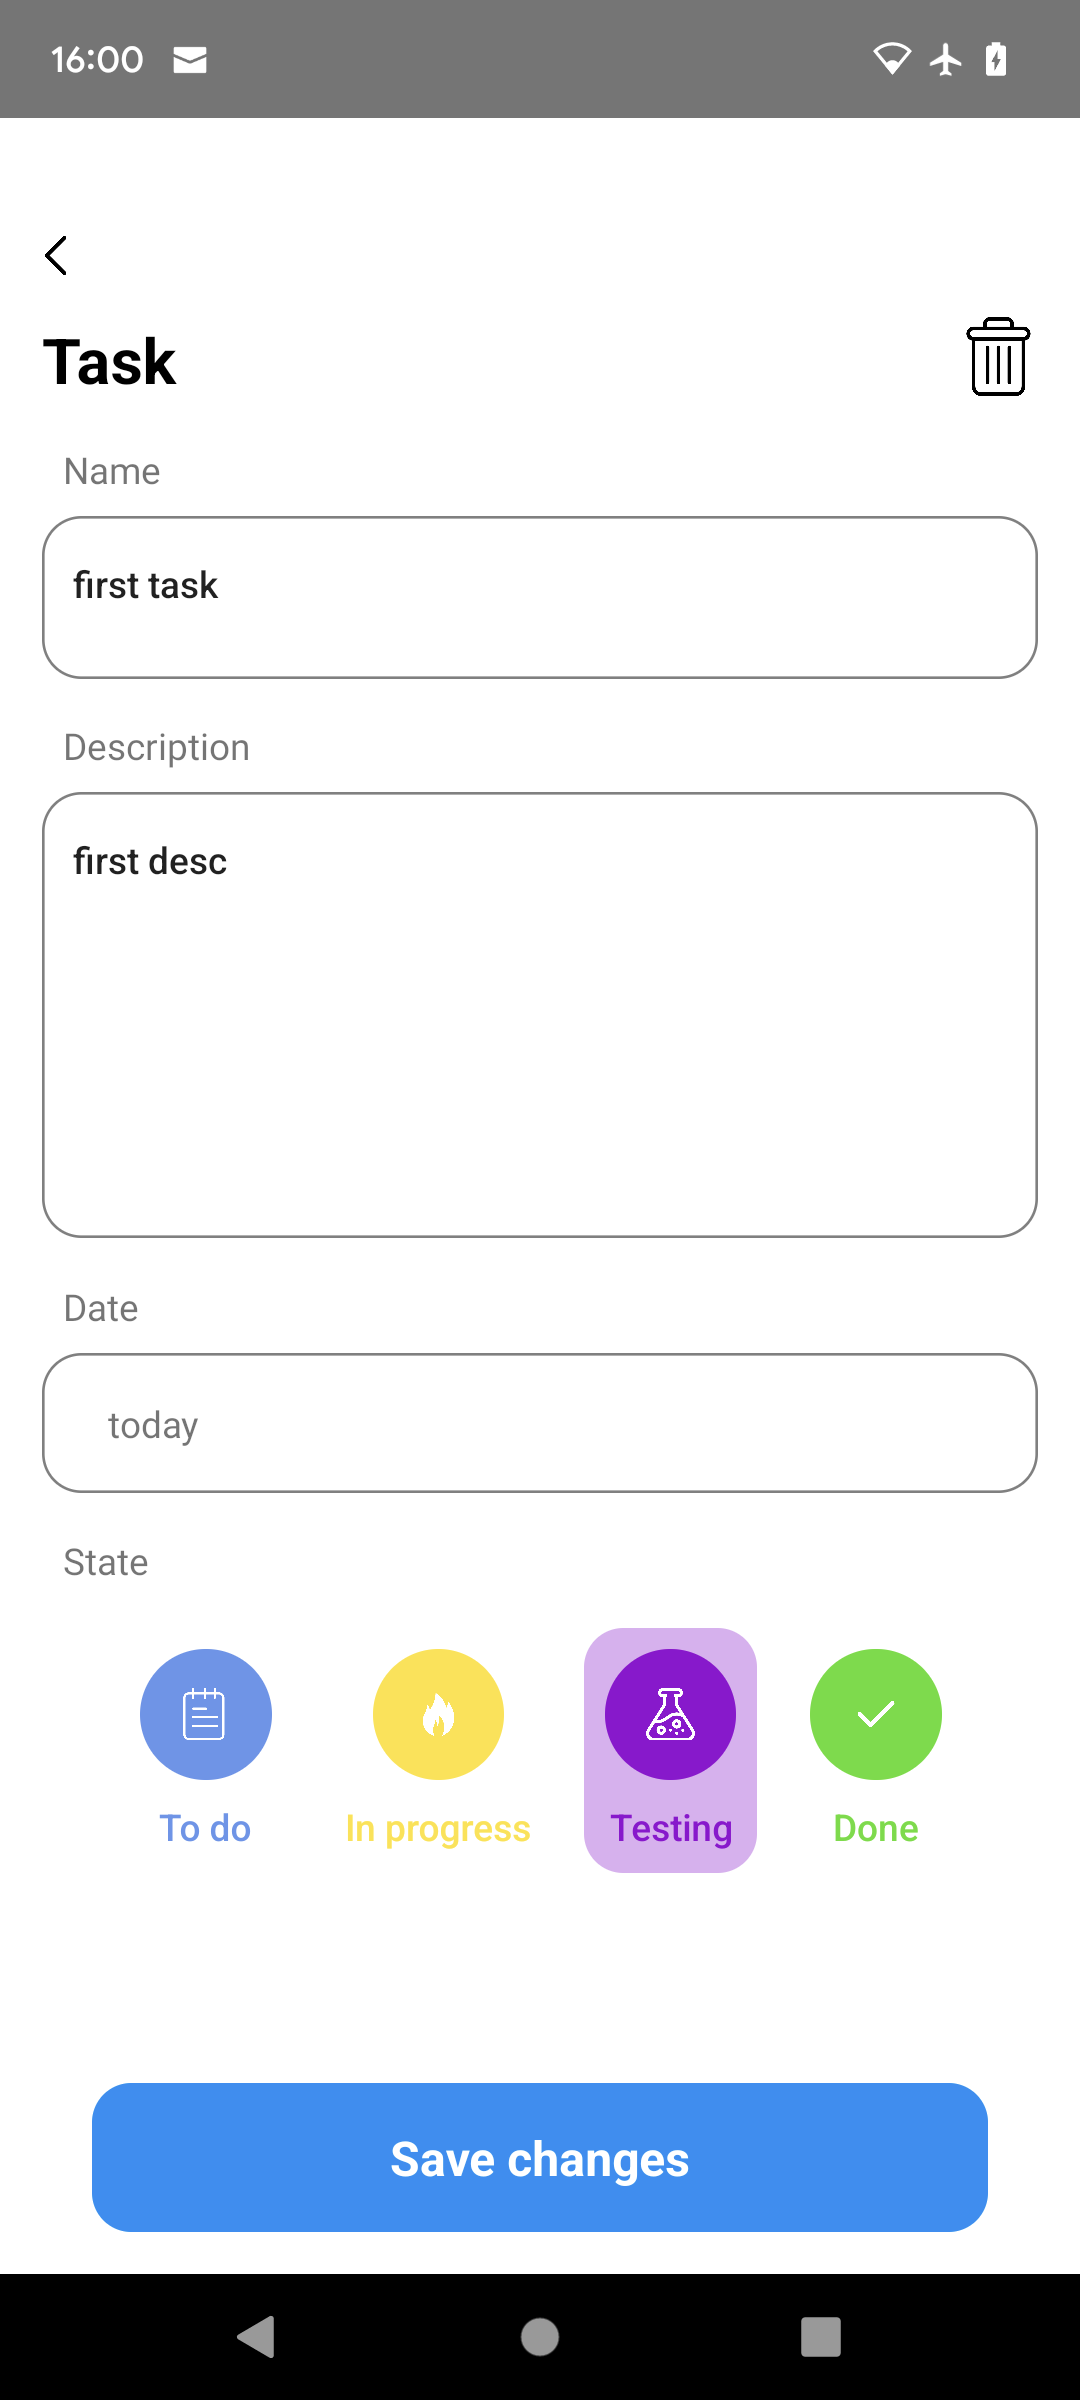 16:00
Task
Name
first task
Description
first desc
Date
today
State
To do
In progress
Testing
Done
Save changes